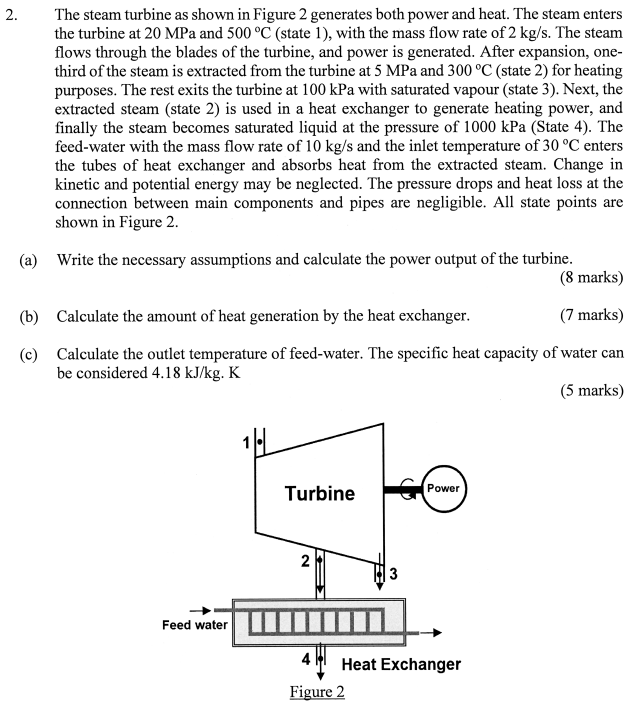 2. The steam turbine as shown in Figure 2 generates both power and heat. The steam enters
the turbine at 20 MPa and 500 °C (state 1), with the mass flow rate of 2 kg/s. The steam
flows through the blades of the turbine, and power is generated. After expansion, one-
third of the steam is extracted from the turbine at 5 MPa and 300 °C (state 2) for heating
purposes. The rest exits the turbine at 100 kPa with saturated vapour (state 3). Next, the
extracted steam (state 2) is used in a heat exchanger to generate heating power, and
finally the steam becomes saturated liquid at the pressure of 1000 kPa (State 4). The
feed-water with the mass flow rate of 10 kg/s and the inlet temperature of 30 °C enters
the tubes of heat exchanger and absorbs heat from the extracted steam. Change in
kinetic and potential energy may be neglected. The pressure drops and heat loss at the
connection between main components and pipes are negligible. All state points are
shown in Figure 2.
(a) Write the necessary assumptions and calculate the power output of the turbine.
(8 marks)
(b) Calculate the amount of heat generation by the heat exchanger. (7 marks)
(c) Calculate the outlet temperature of feed-water. The specific heat capacity of water can
be considered 4.18 kJ/kg. K
(5 marks)
1
Turbine
Power
2
3
Feed water
4
Heat Exchanger
Figure 2